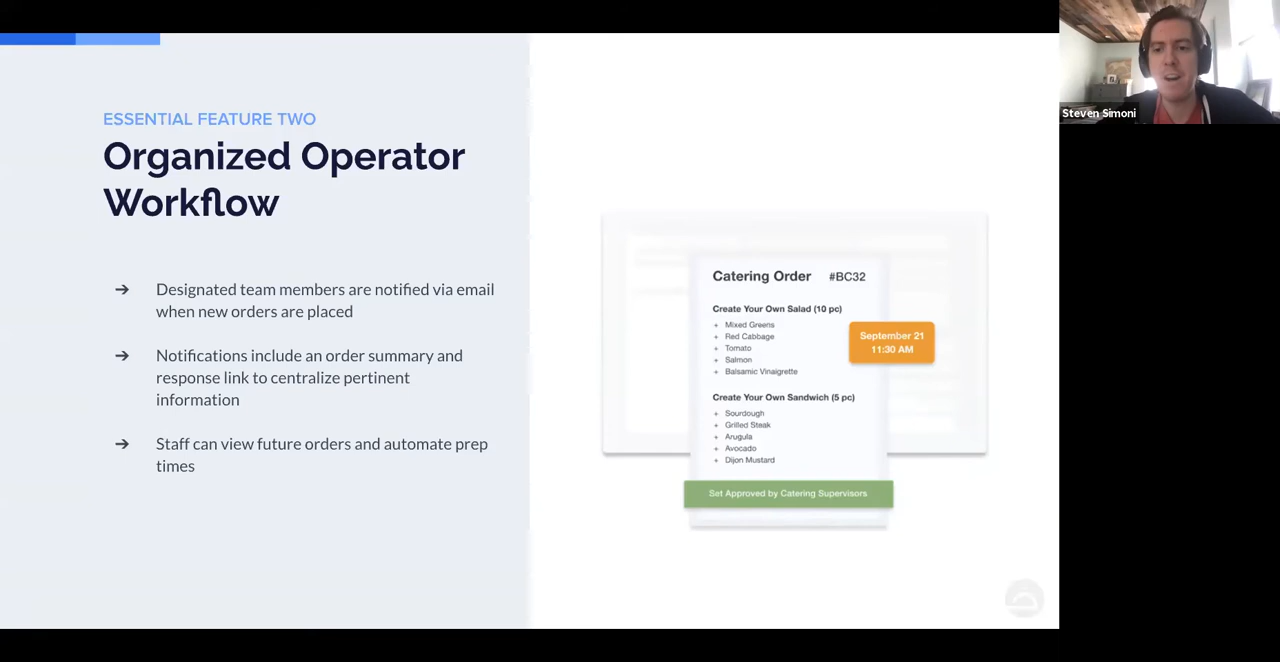 ESSENTIAL FEATURE TWO
Organized Operator
Workflow
➔ Designated team members are notified via email
when new orders are placed
➔ Notifications include an order summary and
response link to centralize pertinent
information
➔ Staff can view future orders and automate prep
times
Catering Order #BC32
Create Your Own Salad (10 pc)
+ Mixed Greens
+ Red Cabbage
+ Tomato
+ Salmon
+ Balsamic Vinaigrette
September 21
11:30 AM
Create Your Own Sandwich (5 pc)
+ Sourdough
+ Grilled Steak
+ Arugula
+ Avocado
+ Dijon Mustard
Set Approved by Catering Supervisors
Steven Simoni